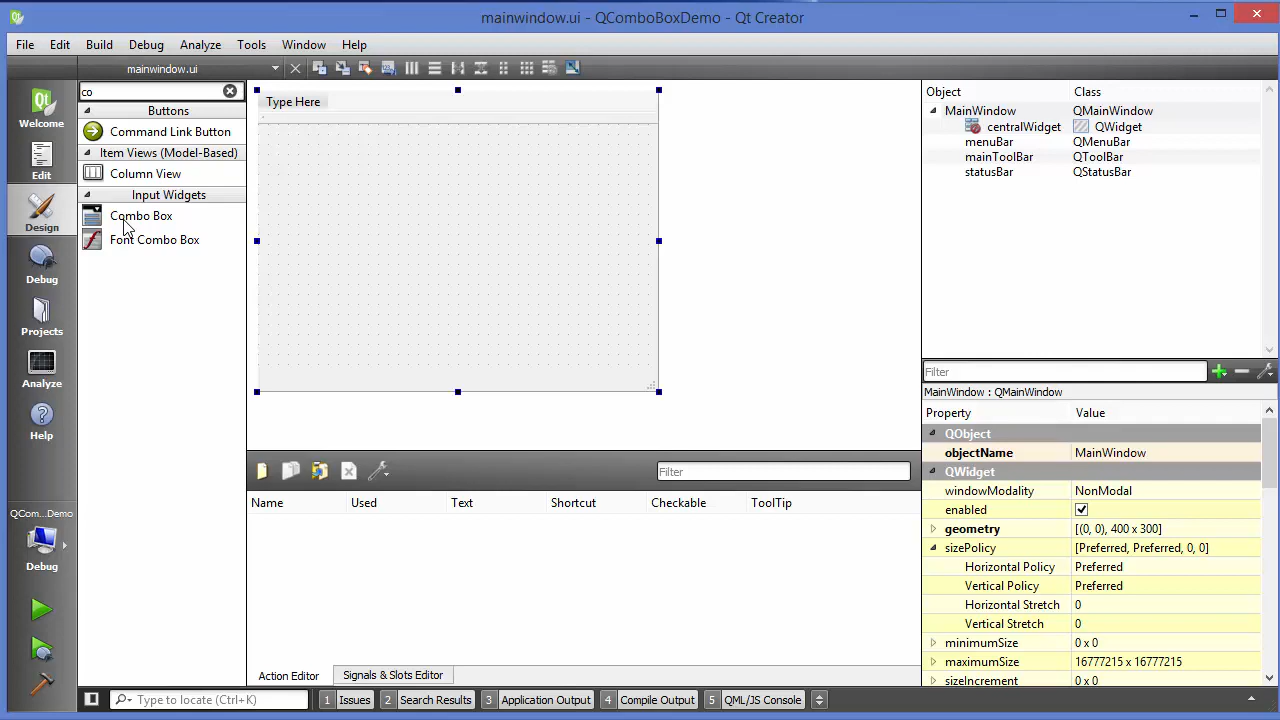 mainwindow.ui - QComboBoxDemo - Qt Creator
File Edit Build Debug Analyze Tools Window Help
mainwindow.ui
co
Buttons
Command Link Button
Item Views (Model-Based)
Column View
Input Widgets
Combo Box
Font Combo Box
Welcome
Edit
Design
Debug
Projects
Analyze
Help
QCom...Demo
Debug
Type Here
Object Class
MainWindow QMainWindow
centralWidget QWidget
menuBar QMenuBar
mainToolBar QToolBar
statusBar QStatusBar
Filter
MainWindow : QMainWindow
Property Value
QObject
objectName MainWindow
QWidget
windowModality NonModal
enabled
geometry [(0, 0), 400 x 300]
sizePolicy [Preferred, Preferred, 0, 0]
Horizontal Policy Preferred
Vertical Policy Preferred
Horizontal Stretch 0
Vertical Stretch 0
minimumSize 0 x 0
maximumSize 16777215 x 16777215
sizeIncrement 0 x 0
Filter
Name Used Text Shortcut Checkable ToolTip
Action Editor Signals & Slots Editor
Type to locate (Ctrl+K) 1 Issues 2 Search Results 3 Application Output 4 Compile Output 5 QML/JS Console